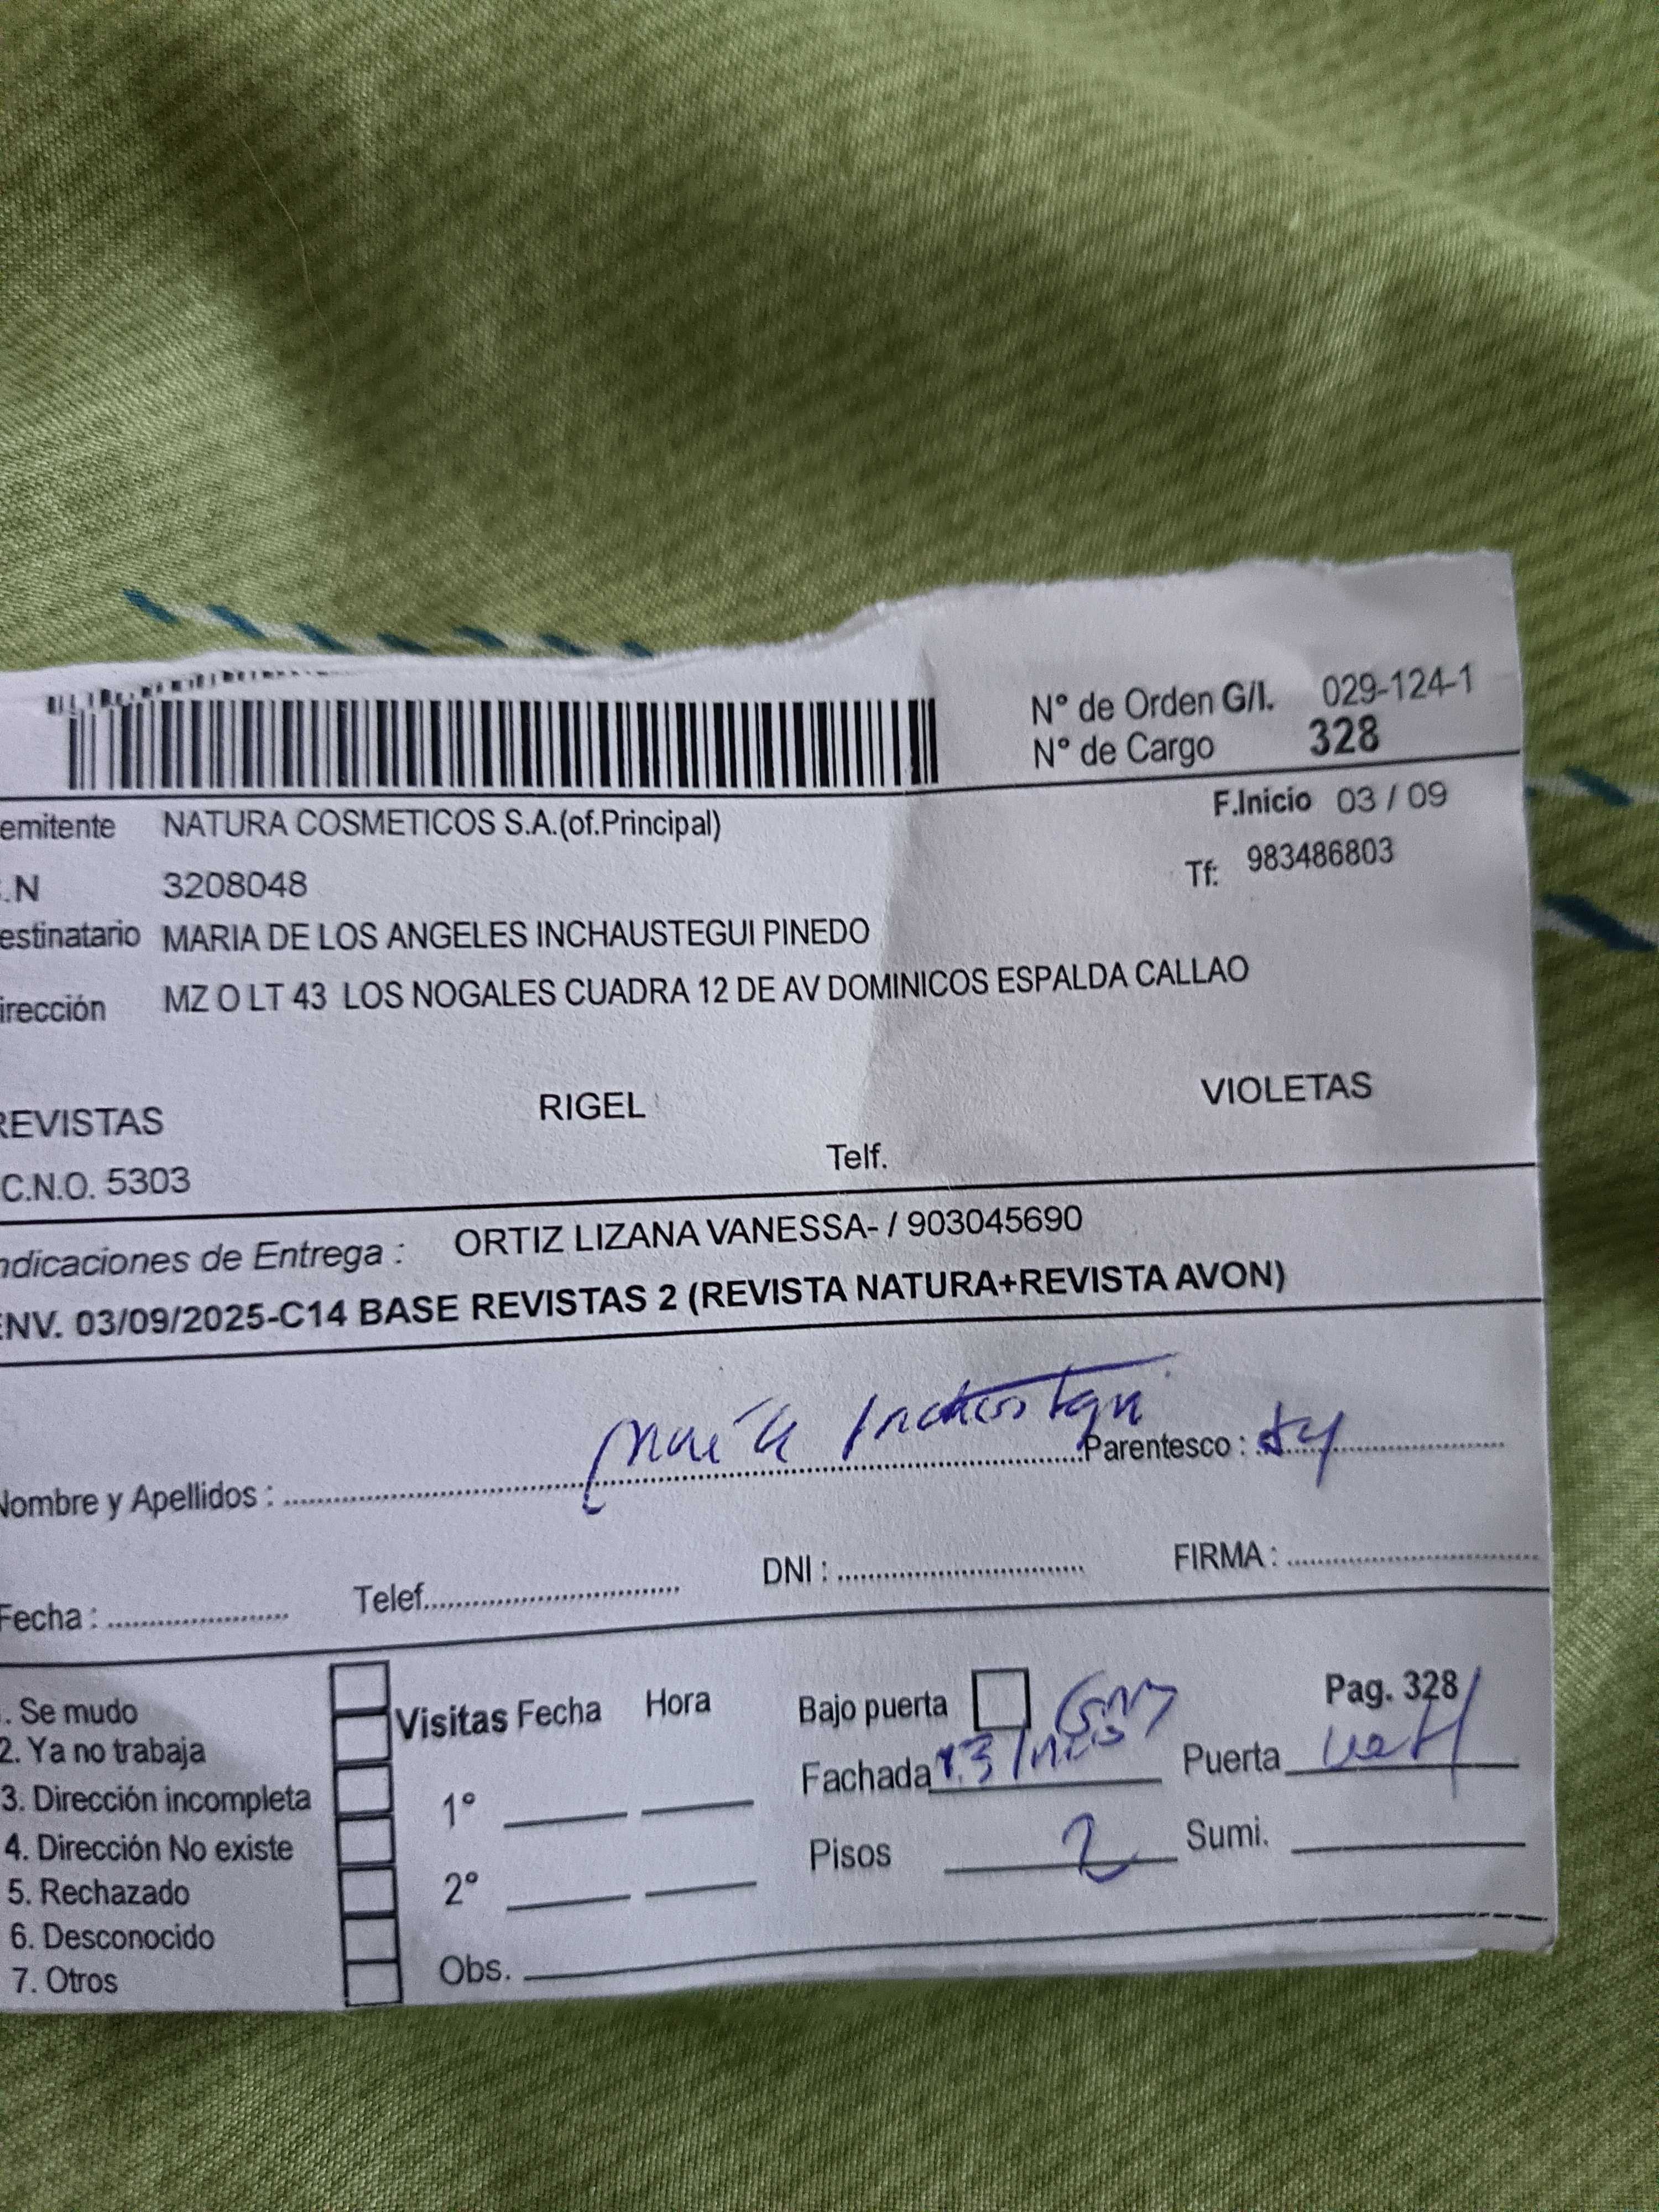 N° de Orden G/I. 029-124-1
N° de Cargo 328
emitente NATURA COSMETICOS S.A.(of.Principal) F.Inicio 03 / 09
.N 3208048 Tf: 983486803
estinatario MARIA DE LOS ANGELES INCHAUSTEGUI PINEDO
irección MZ O LT 43 LOS NOGALES CUADRA 12 DE AV DOMINICOS ESPALDA CALLAO
REVISTAS RIGEL VIOLETAS
C.N.O. 5303 Telf.
ndicaciones de Entrega : ORTIZ LIZANA VANESSA- / 903045690
ENV. 03/09/2025-C14 BASE REVISTAS 2 (REVISTA NATURA+REVISTA AVON)
Nombre y Apellidos : María Parentesco :
Fecha : Telef. DNI : FIRMA :
. Se mudo
2. Ya no trabaja
3. Dirección incompleta
4. Dirección No existe
5. Rechazado
6. Desconocido
7. Otros
Visitas Fecha Hora
1°
2°
Obs.
Bajo puerta Pag. 328
Fachada Puerta
Pisos 2 Sumi.